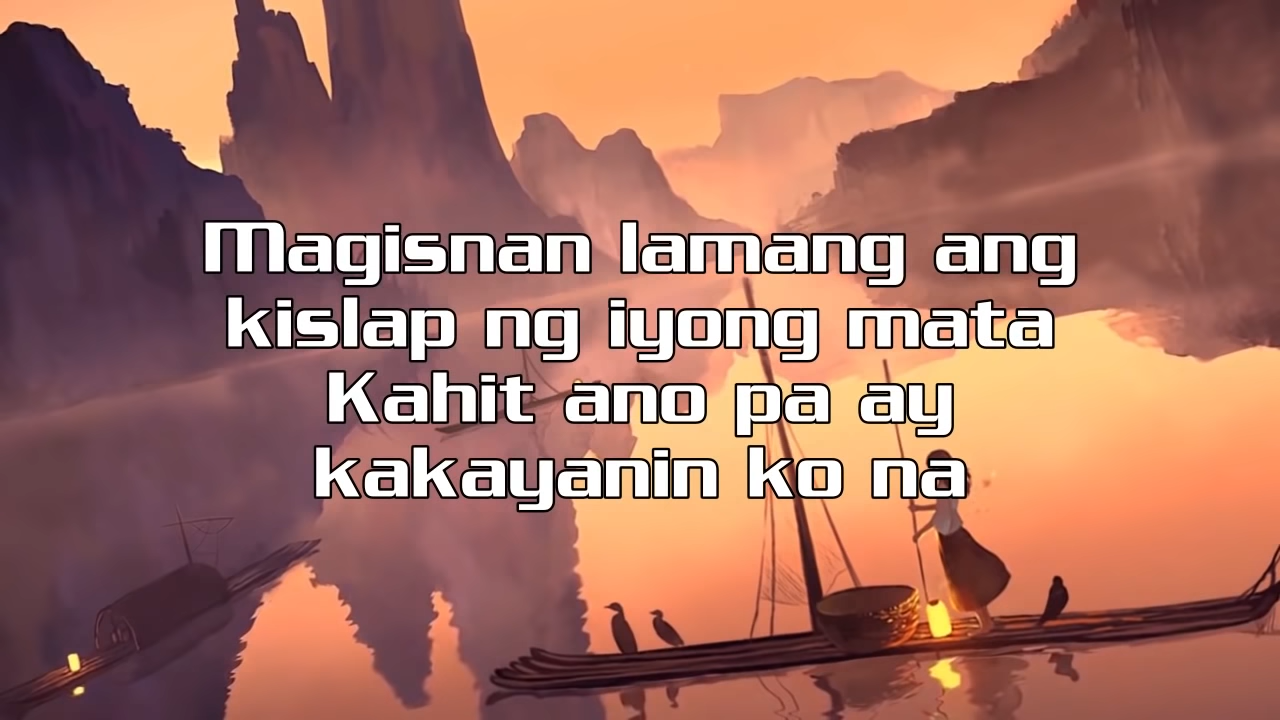 Magisnan lamang ang
kislap ng iyong mata
Kahit ano pa ay
kakayanin ko na